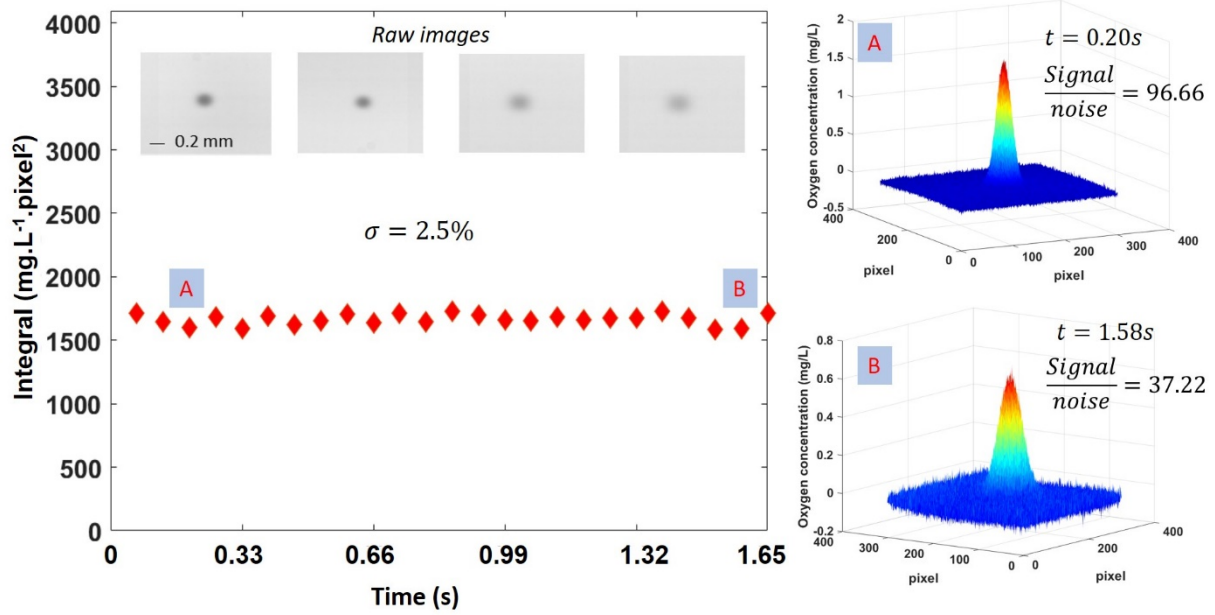 Raw images
0.2 mm
σ = 2.5%
A
B
Integral (mg.L⁻¹.pixel²)
4000
3500
3000
2500
2000
1500
1000
500
0
0
0.33
0.66
0.99
1.32
1.65
Time (s)
A
t = 0.20s
Signal
noise
= 96.66
Oxygen concentration (mg/L)
2
1.5
1
0.5
0
-0.5
400
200
0
pixel
0
100
200
300
400
pixel
B
t = 1.58s
Signal
noise
= 37.22
Oxygen concentration (mg/L)
0.8
0.6
0.4
0.2
0
-0.2
400
300
200
100
0
pixel
0
200
400
pixel